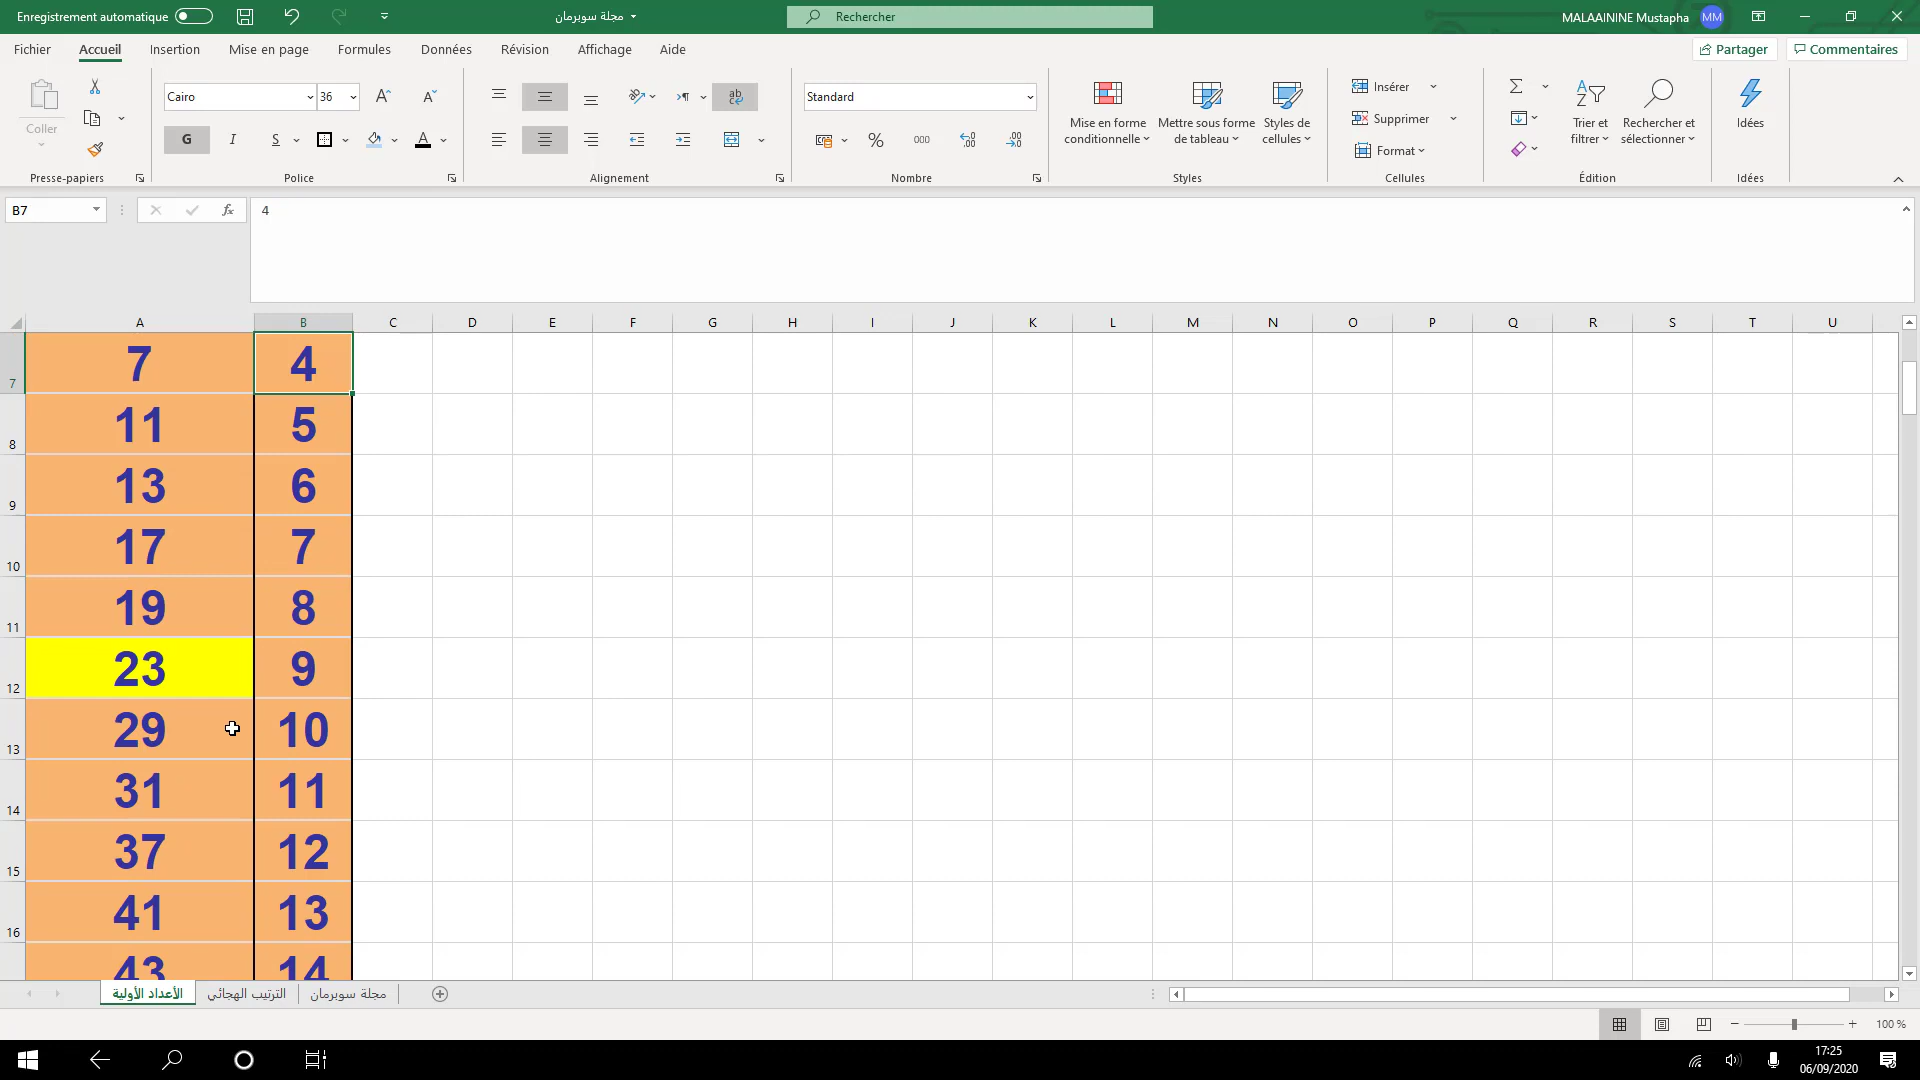 Enregistrement automatique
مجلة سوبرمان
Rechercher
MALAAININE Mustapha
MM
Fichier Accueil Insertion Mise en page Formules Données Révision Affichage Aide
Partager Commentaires
Coller
Presse-papiers
Cairo 36
G I S
Police
Alignement
Standard
% 000
Nombre
Mise en forme conditionnelle
Mettre sous forme de tableau
Styles de cellules
Styles
Insérer
Supprimer
Format
Cellules
Trier et filtrer
Rechercher et sélectionner
Édition
Idées
Idées
B7 fx 4
A B C D E F G H I J K L M N O P Q R S T U
7 7 4
8 11 5
9 13 6
10 17 7
11 19 8
12 23 9
13 29 10
14 31 11
15 37 12
16 41 13
43 14
الأعداد الأولية الترتيب الهجائي مجلة سوبرمان
100 %
17:25
06/09/2020